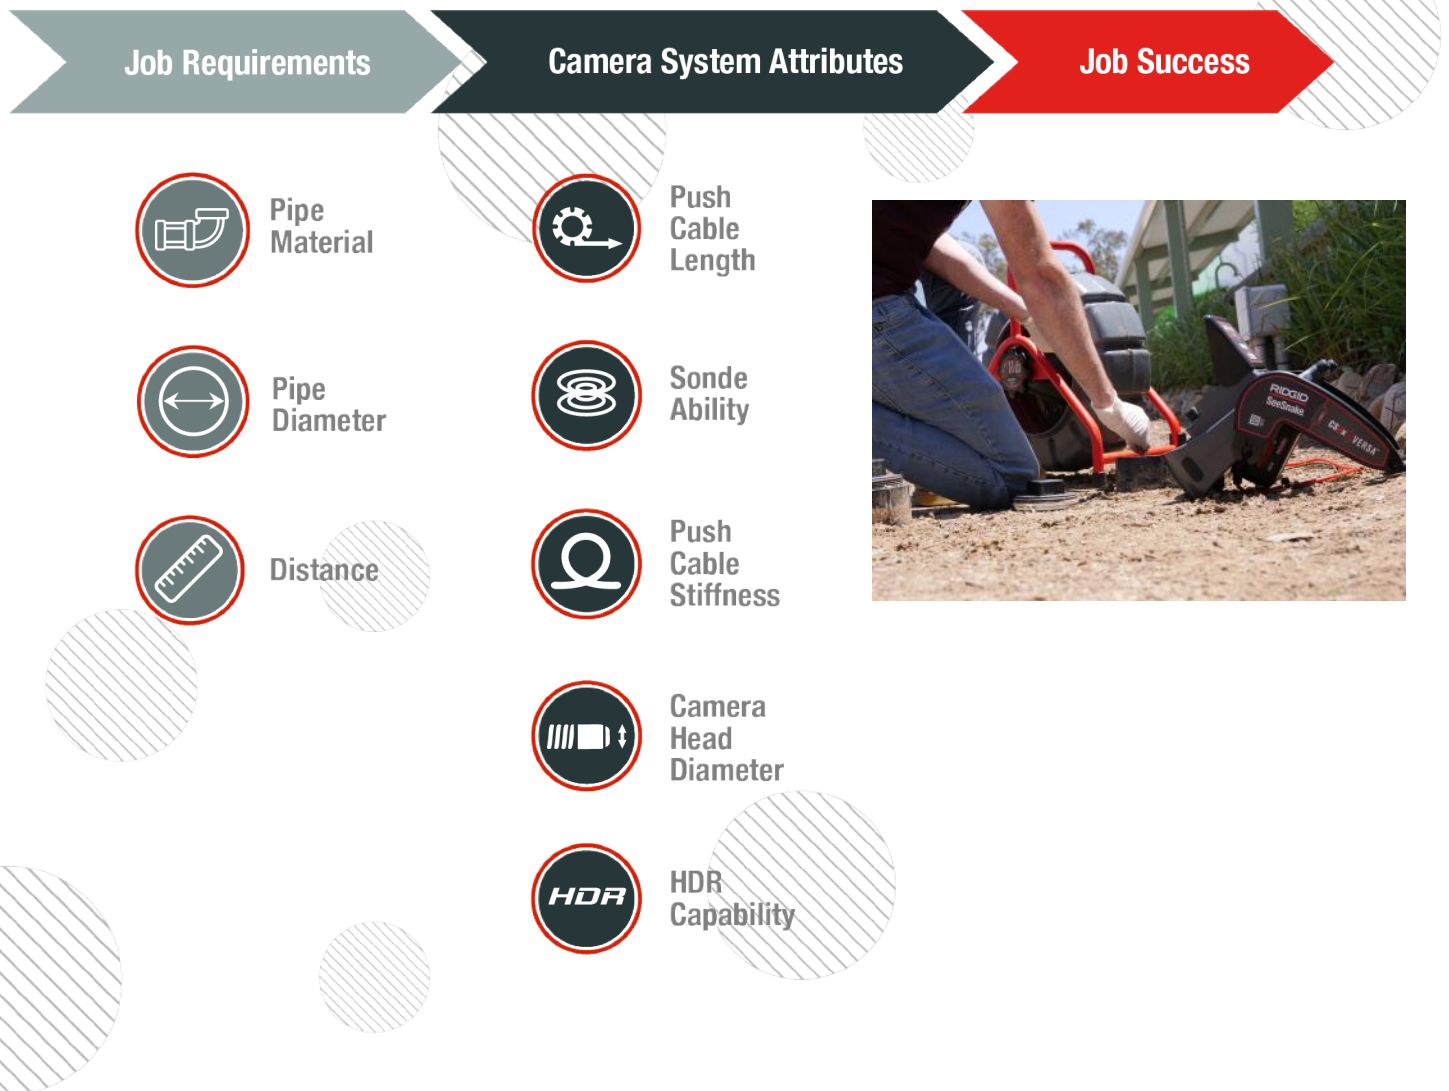 Job Requirements
Camera System Attributes
Job Success
Pipe
Material
Pipe
Diameter
Distance
Push
Cable
Length
Sonde
Ability
Push
Cable
Stiffness
Camera
Head
Diameter
HDR
HDR
Capability
RIDGID
SeeSnake
VERSA